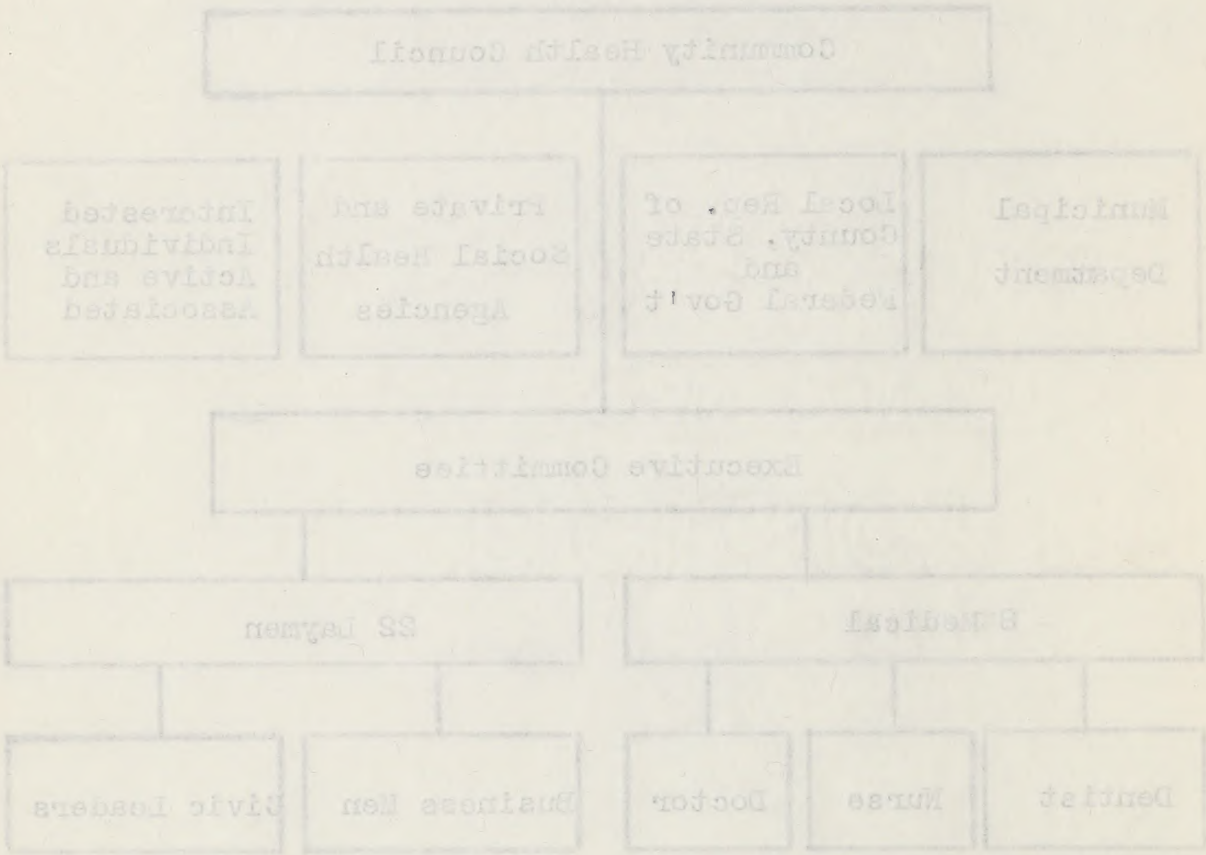 Community Health Council
Municipal
Department
Local Rep. of
County, State
and
Federal Gov't
Private and
Social Health
Agencies
Interested
Individuals
Active and
Associated
Executive Committiee
8 Medical
22 Laymen
Dentist
Nurse
Doctor
Business Men
Civic Leaders